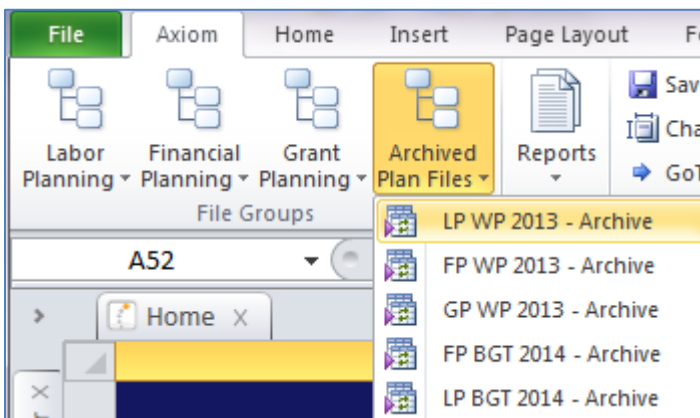 File Axiom Home Insert Page Layout
Labor Planning Financial Planning Grant Planning Archived Plan Files Reports
File Groups
A52
Home
LP WP 2013 - Archive
FP WP 2013 - Archive
GP WP 2013 - Archive
FP BGT 2014 - Archive
LP BGT 2014 - Archive